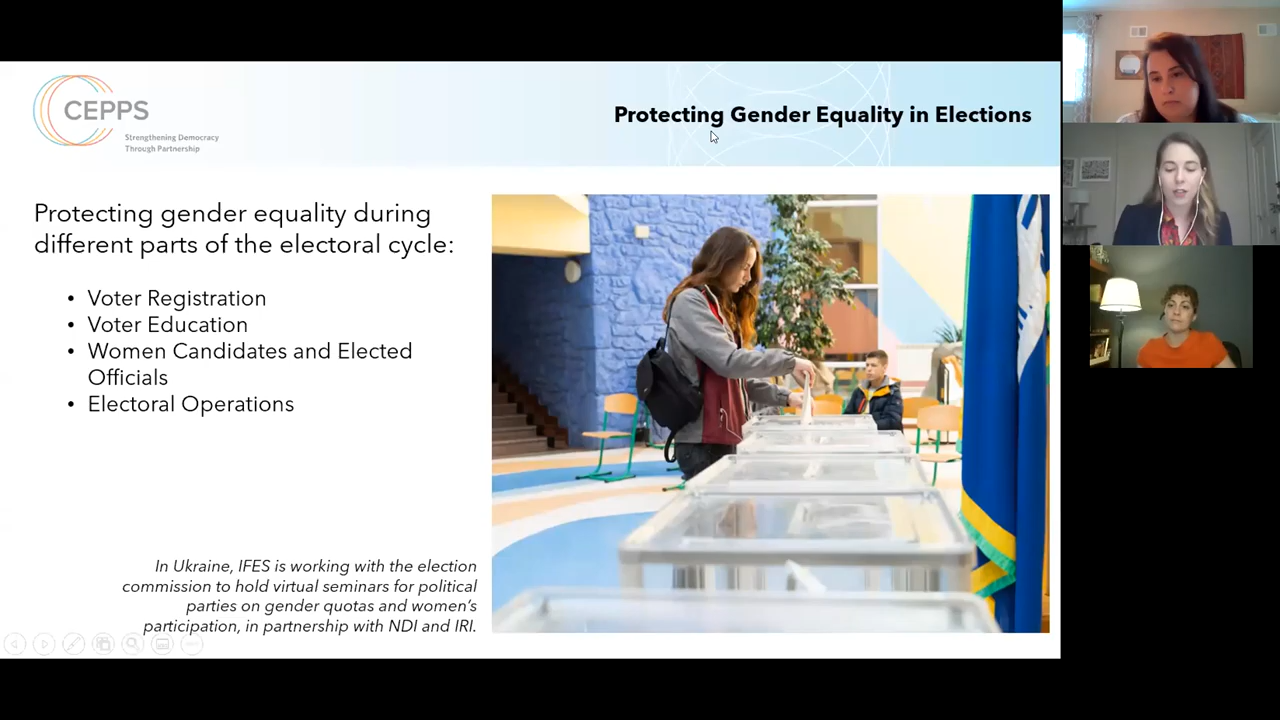 CEPPS
Strengthening Democracy
Through Partnership
Protecting Gender Equality in Elections
Protecting gender equality during
different parts of the electoral cycle:
• Voter Registration
• Voter Education
• Women Candidates and Elected
Officials
• Electoral Operations
In Ukraine, IFES is working with the election
commission to hold virtual seminars for political
parties on gender quotas and women's
participation, in partnership with NDI and IRI.